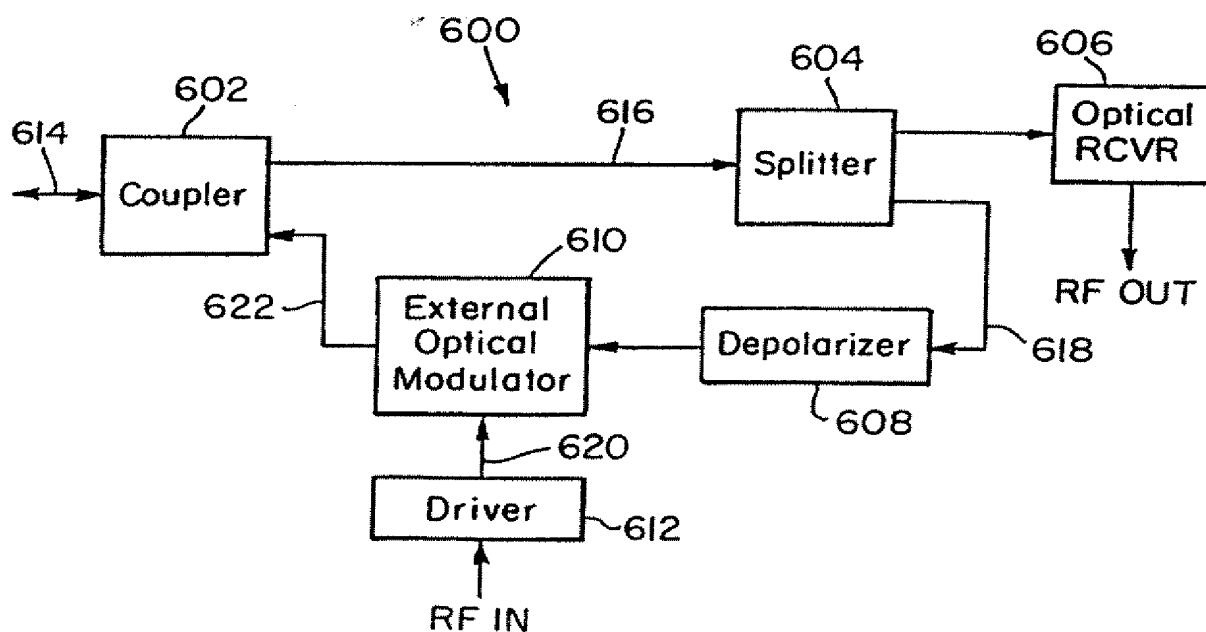 600
602
604
606
614
616
Coupler
Splitter
Optical
RCVR
610
622
External
Optical
Modulator
Depolarizer
RF OUT
618
608
620
Driver
612
RF IN